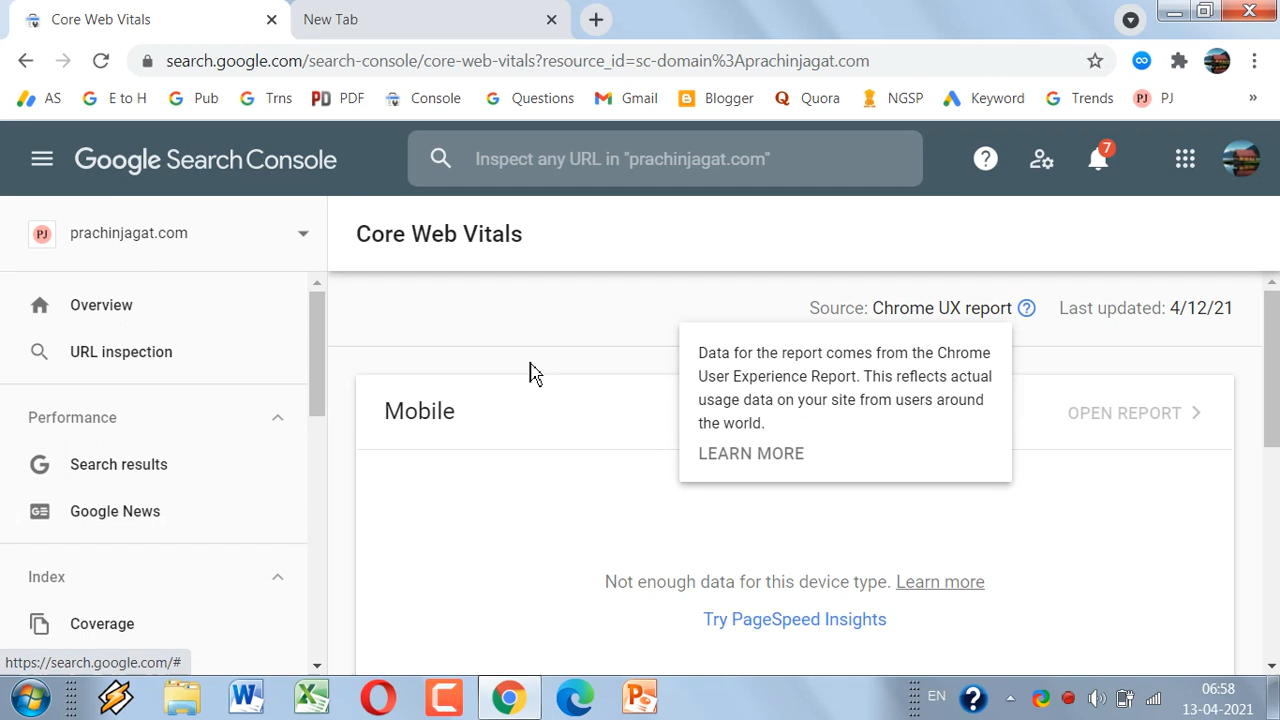 Core Web Vitals
New Tab
search.google.com/search-console/core-web-vitals?resource_id=sc-domain%3Aprachinjagat.com
AS
E to H
Pub
Trns
PD PDF
Console
Questions
Gmail
Blogger
Quora
NGSP
Keyword
Trends
PJ PJ
»
Google Search Console
Inspect any URL in "prachinjagat.com"
7
PJ prachinjagat.com
Core Web Vitals
Overview
URL inspection
Source: Chrome UX report
Last updated: 4/12/21
Data for the report comes from the Chrome
User Experience Report. This reflects actual
usage data on your site from users around
the world.
LEARN MORE
Mobile
OPEN REPORT
Performance
Search results
Google News
Not enough data for this device type. Learn more
Try PageSpeed Insights
Index
Coverage
https://search.google.com/#
EN
06:58
13-04-2021